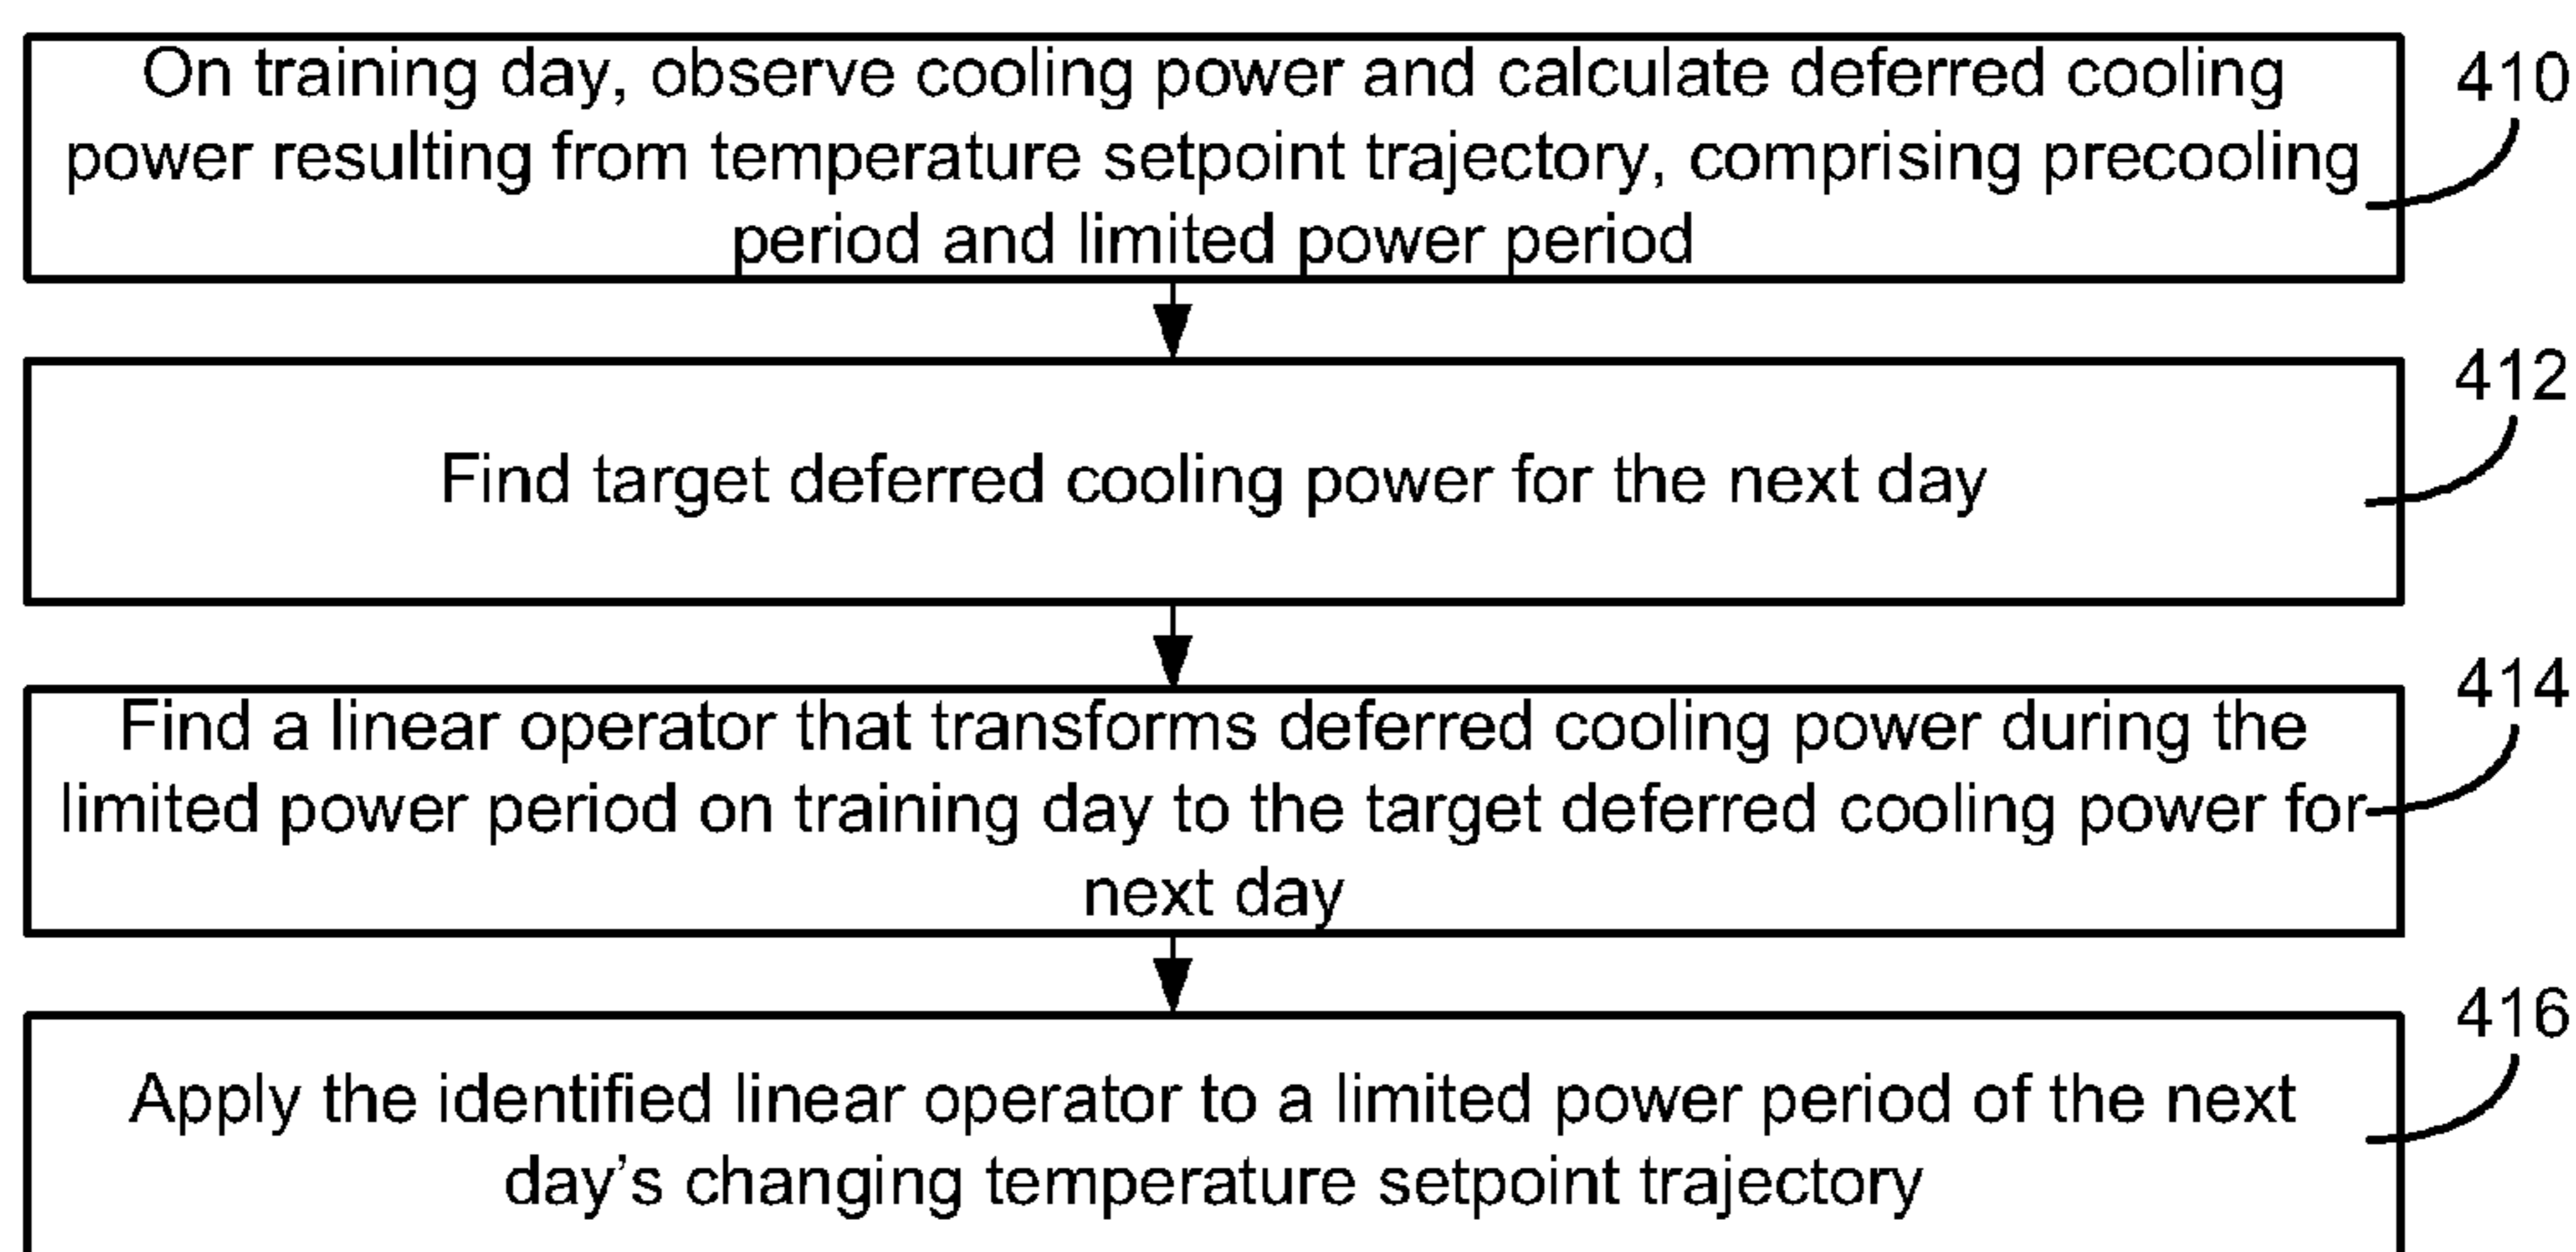 On training day, observe cooling power and calculate deferred cooling
power resulting from temperature setpoint trajectory, comprising precooling
period and limited power period
410
Find target deferred cooling power for the next day
412
Find a linear operator that transforms deferred cooling power during the
limited power period on training day to the target deferred cooling power for
next day
414
Apply the identified linear operator to a limited power period of the next
day’s changing temperature setpoint trajectory
416